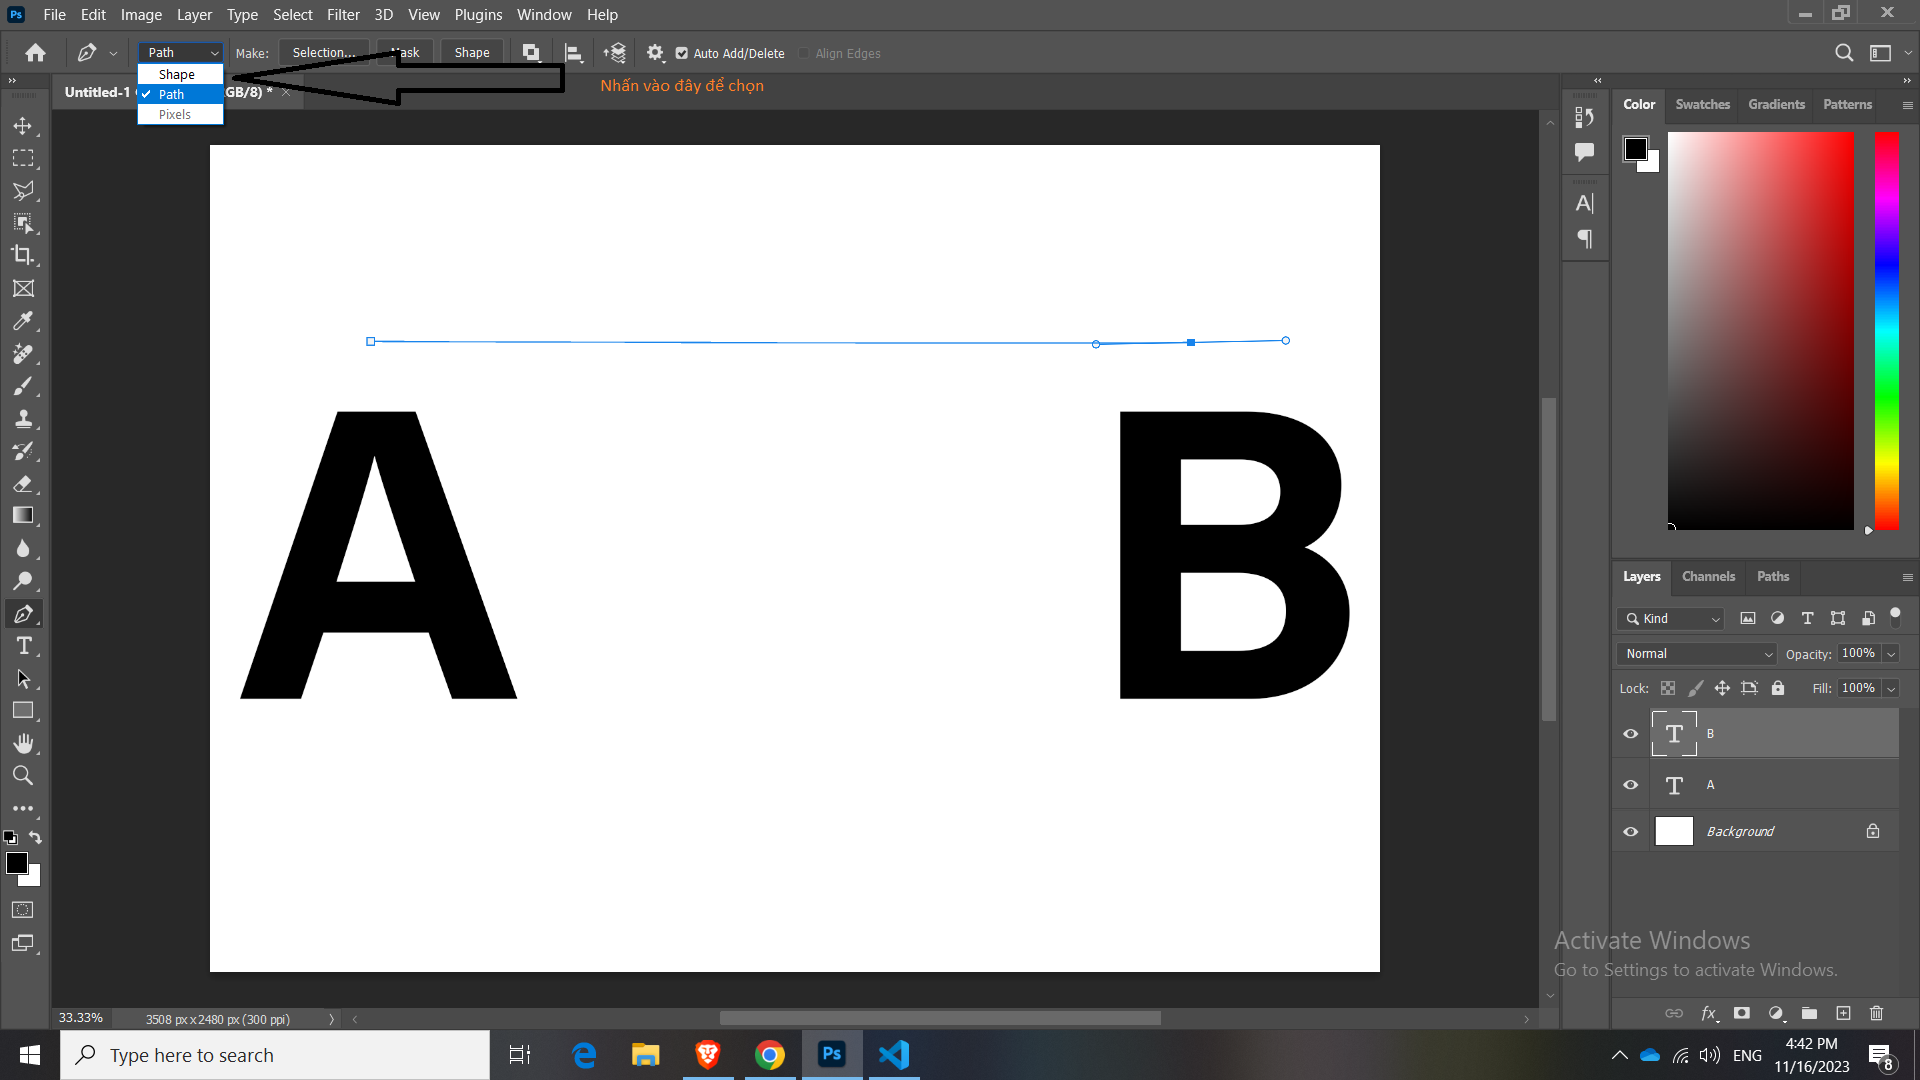 Ps File Edit Image Layer Type Select Filter 3D View Plugins Window Help
Path Make: Selection... Mask Shape Auto Add/Delete Align Edges
Shape
Path
Pixels
Nhấn vào đây để chọn
Untitled-1 GB/8) *
Color Swatches Gradients Patterns
A B
Layers Channels Paths
Kind
Normal Opacity: 100%
Lock: Fill: 100%
B
A
Background
Activate Windows
Go to Settings to activate Windows.
33.33% 3508 px x 2480 px (300 ppi)
Type here to search
Ps
ENG
4:42 PM
11/16/2023
8